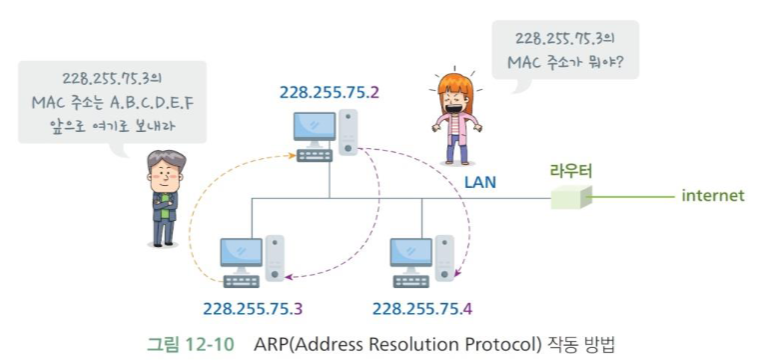 228.255.75.3의
MAC 주소가 뭐야?
228.255.75.3의
MAC 주소는 A.B.C.D.E.F
앞으로 여기로 보내라
228.255.75.2
LAN
라우터
internet
228.255.75.3
228.255.75.4
그림 12-10 ARP(Address Resolution Protocol) 작동 방법